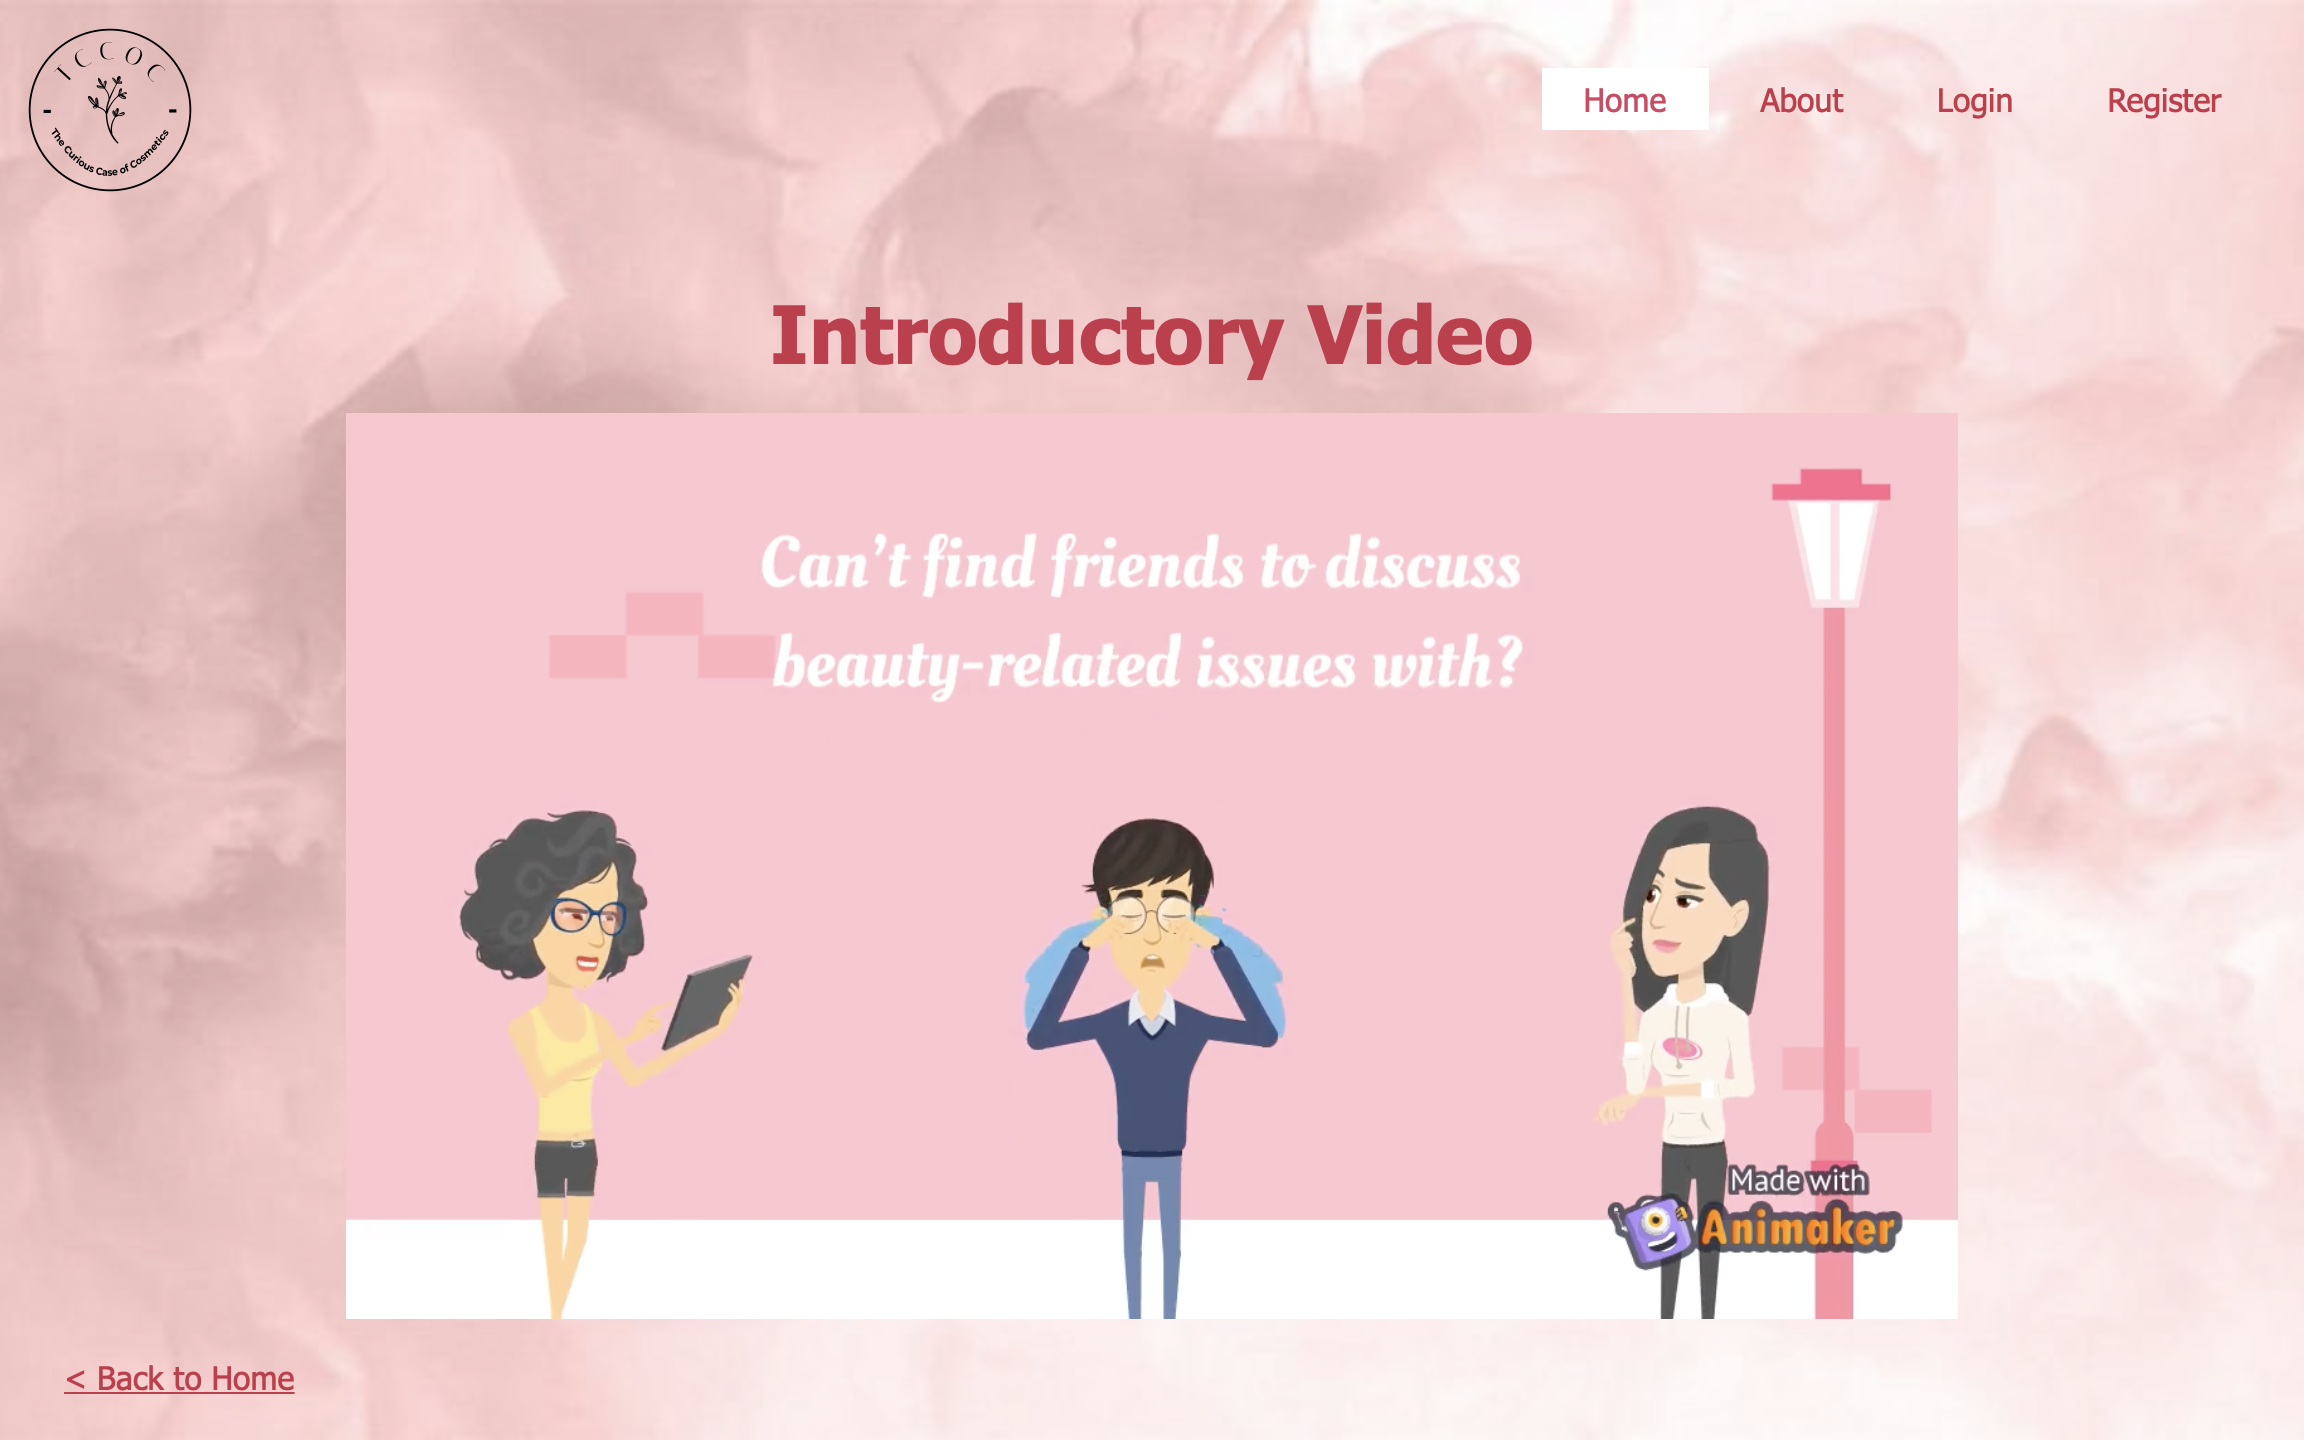 TCCOC
The Curious Case of Cosmetics
Home
About
Login
Register
Introductory Video
Can't find friends to discuss
beauty-related issues with?
Made with
Animaker
< Back to Home